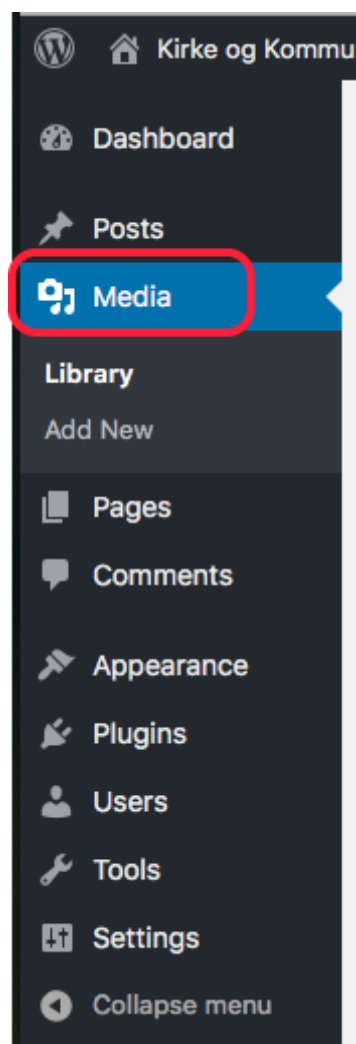 Kirke og Kommu
Dashboard
Posts
Media
Library
Add New
Pages
Comments
Appearance
Plugins
Users
Tools
Settings
Collapse menu